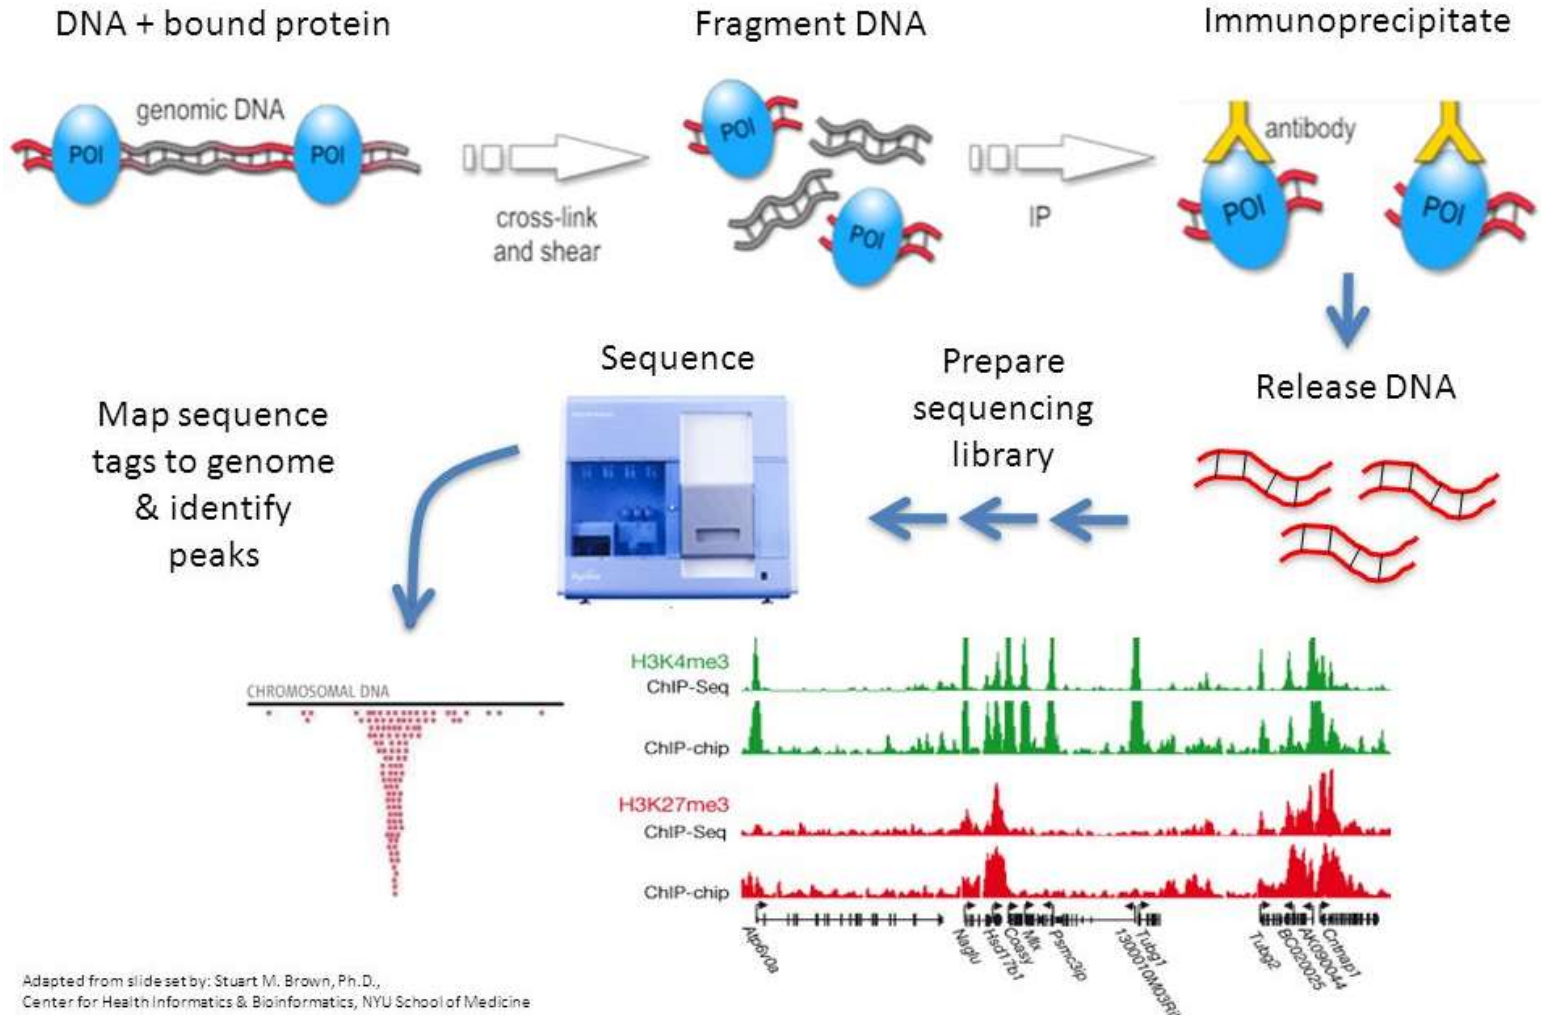 DNA + bound protein
Fragment DNA
Immunoprecipitate
genomic DNA
POI
POI
cross-link
and shear
POI
POI
IP
antibody
POI
POI
Release DNA
Prepare
sequencing
library
Sequence
Map sequence
tags to genome
& identify
peaks
CHROMOSOMAL DNA
H3K4me3
ChIP-Seq
ChIP-chip
H3K27me3
ChIP-Seq
ChIP-chip
Atp6v0a
Naglu
Hsd17b1
Coasy
Mlx
Psmc3ip
Tubg1
Tubg2
BC020025
AK090044
Cntnap1
Adapted from slide set by: Stuart M. Brown, Ph.D.,
Center for Health Informatics & Bioinformatics, NYU School of Medicine